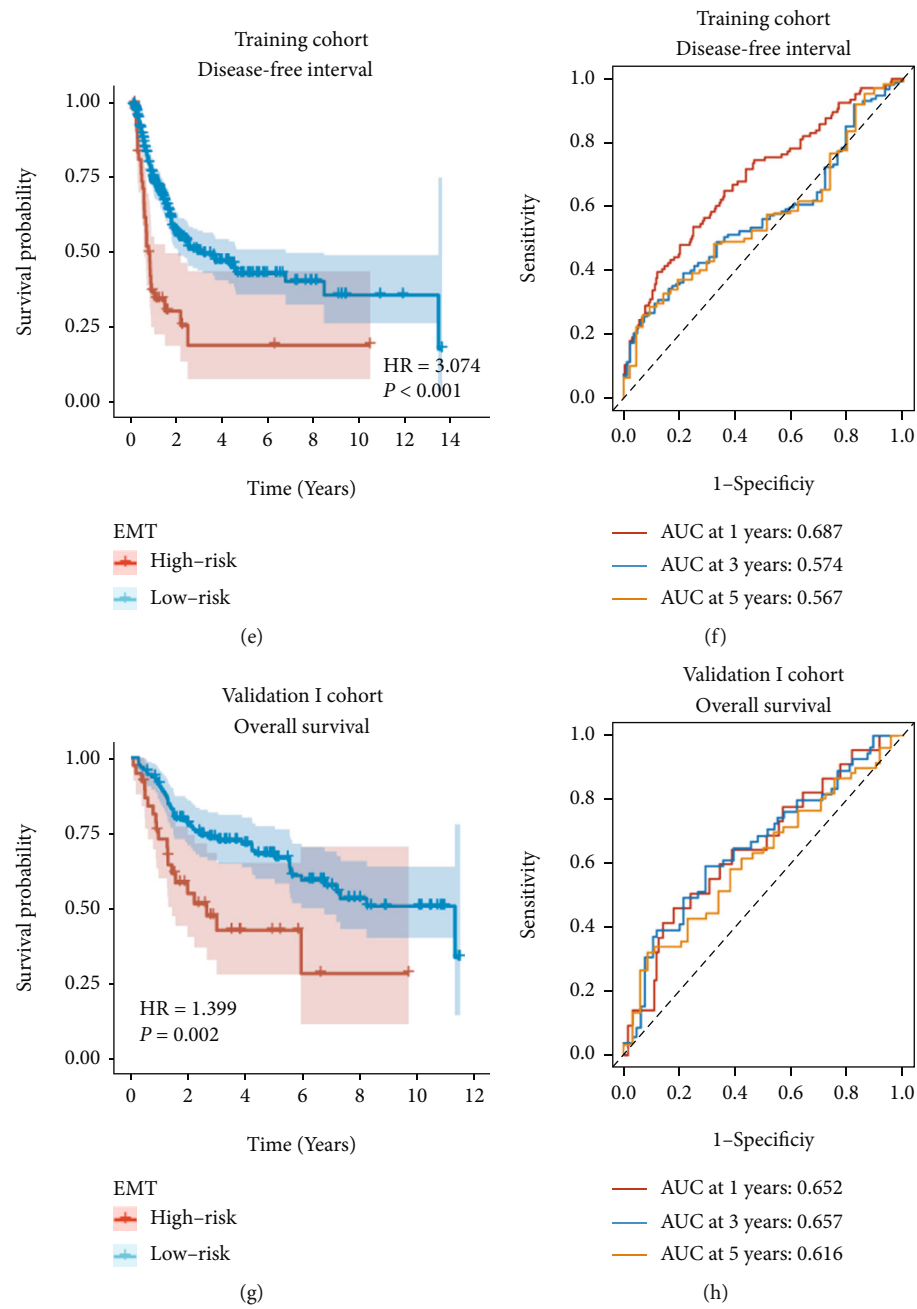 Training cohort
Disease-free interval
1.00
0.75
0.50
0.25
0.00
Survival probability
HR = 3.074
P < 0.001
0 2 4 6 8 10 12 14
Time (Years)
EMT
High–risk
Low–risk
(e)
Training cohort
Disease-free interval
1.0
0.8
0.6
0.4
0.2
0.0
Sensitivity
0.0 0.2 0.4 0.6 0.8 1.0
1–Specificiy
AUC at 1 years: 0.687
AUC at 3 years: 0.574
AUC at 5 years: 0.567
(f)
Validation I cohort
Overall survival
1.00
0.75
0.50
0.25
0.00
Survival probability
HR = 1.399
P = 0.002
0 2 4 6 8 10 12
Time (Years)
EMT
High–risk
Low–risk
(g)
Validation I cohort
Overall survival
1.0
0.8
0.6
0.4
0.2
0.0
Sensitivity
0.0 0.2 0.4 0.6 0.8 1.0
1–Specificiy
AUC at 1 years: 0.652
AUC at 3 years: 0.657
AUC at 5 years: 0.616
(h)